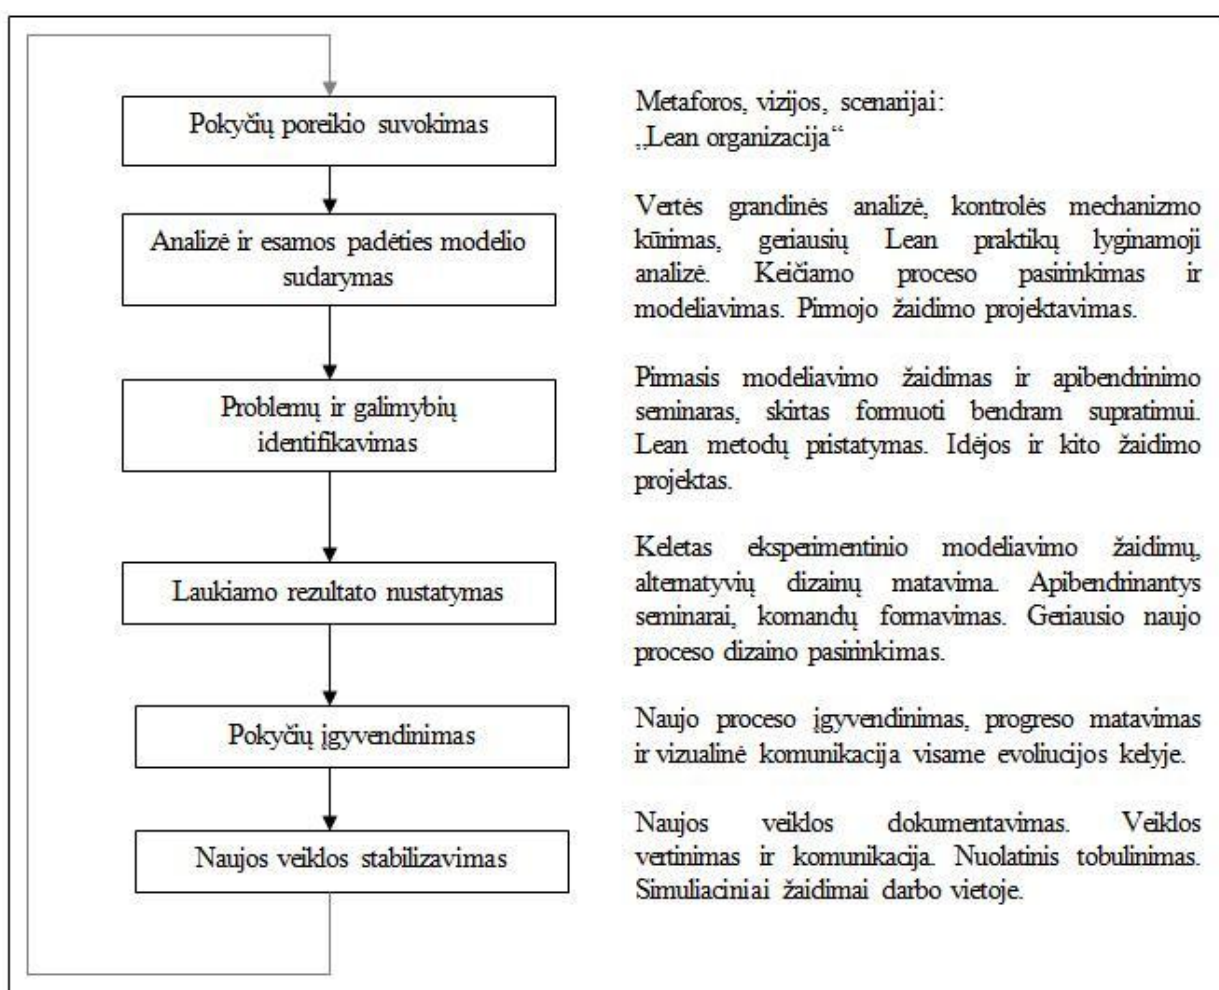 Pokyčių poreikio suvokimas
Metaforos, vizijos, scenarijai:
„Lean organizacija“
Analizė ir esamos padėties modelio
sudarymas
Vertės grandinės analizė, kontrolės mechanizmo
kūrimas, geriausių Lean praktikų lyginamoji
analizė. Keičiamo proceso pasirinkimas ir
modeliavimas. Pirmojo žaidimo projektavimas.
Problemų ir galimybių
identifikavimas
Pirmasis modeliavimo žaidimas ir apibendrinimo
seminaras, skirtas formuoti bendram supratimui.
Lean metodų pristatymas. Idėjos ir kito žaidimo
projektas.
Laukiamo rezultato nustatymas
Keletas eksperimentinio modeliavimo žaidimų,
alternatyvių dizainų matavima. Apibendrinantys
seminarai, komandų formavimas. Geriausio naujo
proceso dizaino pasirinkimas.
Pokyčių įgyvendinimas
Naujo proceso įgyvendinimas, progreso matavimas
ir vizualinė komunikacija visame evoliucijos kelyje.
Naujos veiklos stabilizavimas
Naujos veiklos dokumentavimas. Veiklos
vertinimas ir komunikacija. Nuolatinis tobulinimas.
Simuliaciniai žaidimai darbo vietoje.